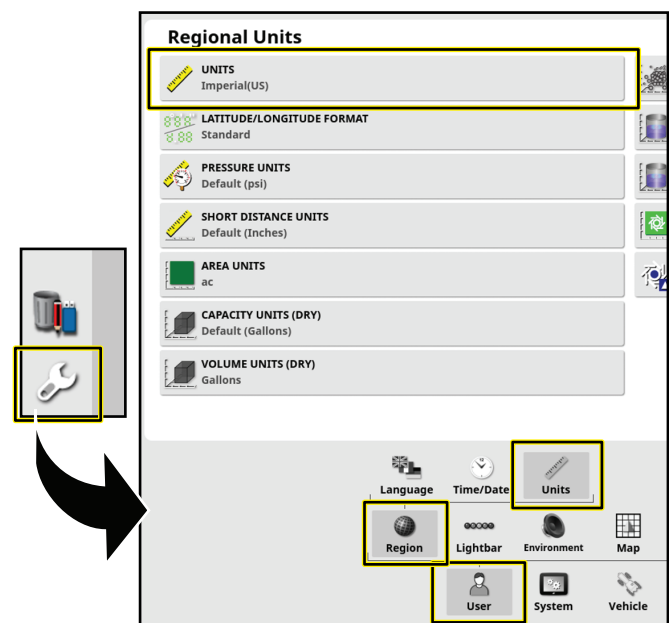 Regional Units
UNITS
Imperial(US)
LATITUDE/LONGITUDE FORMAT
Standard
PRESSURE UNITS
Default (psi)
SHORT DISTANCE UNITS
Default (Inches)
AREA UNITS
ac
CAPACITY UNITS (DRY)
Default (Gallons)
VOLUME UNITS (DRY)
Gallons
Language Time/Date Units
Region Lightbar Environment Map
User System Vehicle